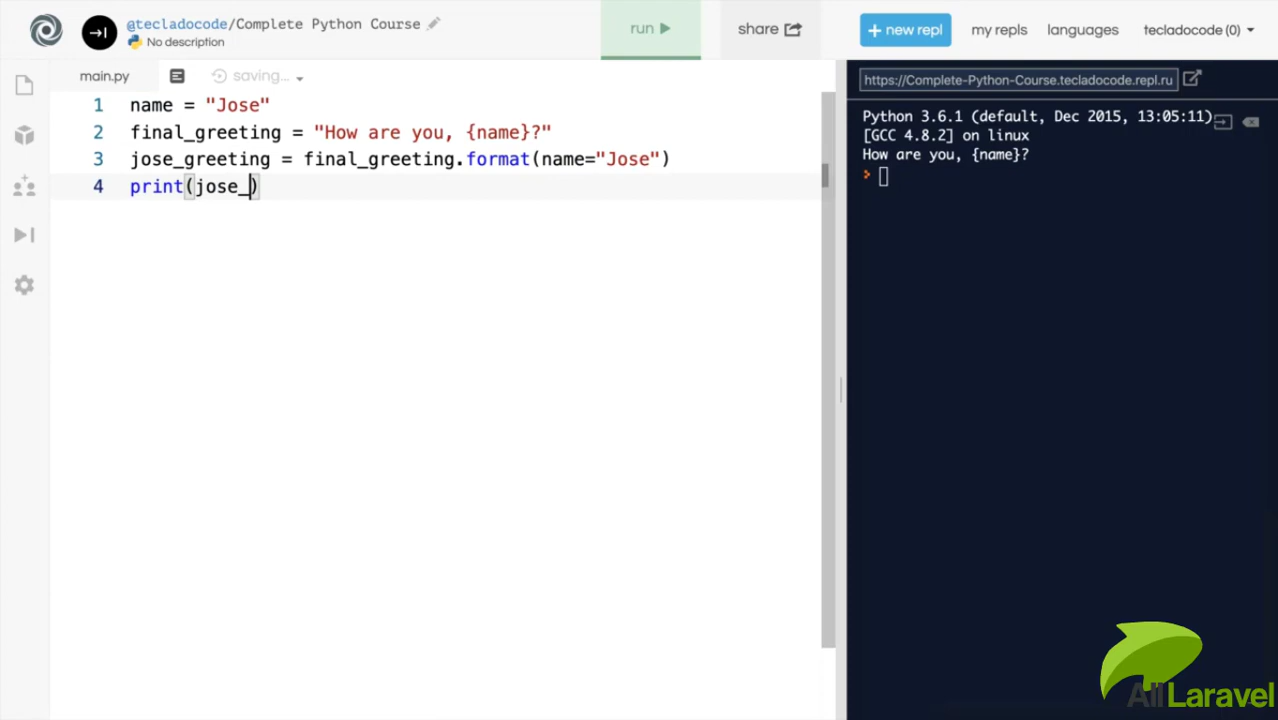 @tecladocode/Complete Python Course
No description
run
share
+ new repl
my repls
languages
tecladocode (0)
main.py
saving...
https://Complete-Python-Course.tecladocode.repl.ru
1 name = "Jose"
2 final_greeting = "How are you, {name}?"
3 jose_greeting = final_greeting.format(name="Jose")
4 print(jose_)
Python 3.6.1 (default, Dec 2015, 13:05:11)
[GCC 4.8.2] on linux
How are you, {name}?
AllLaravel